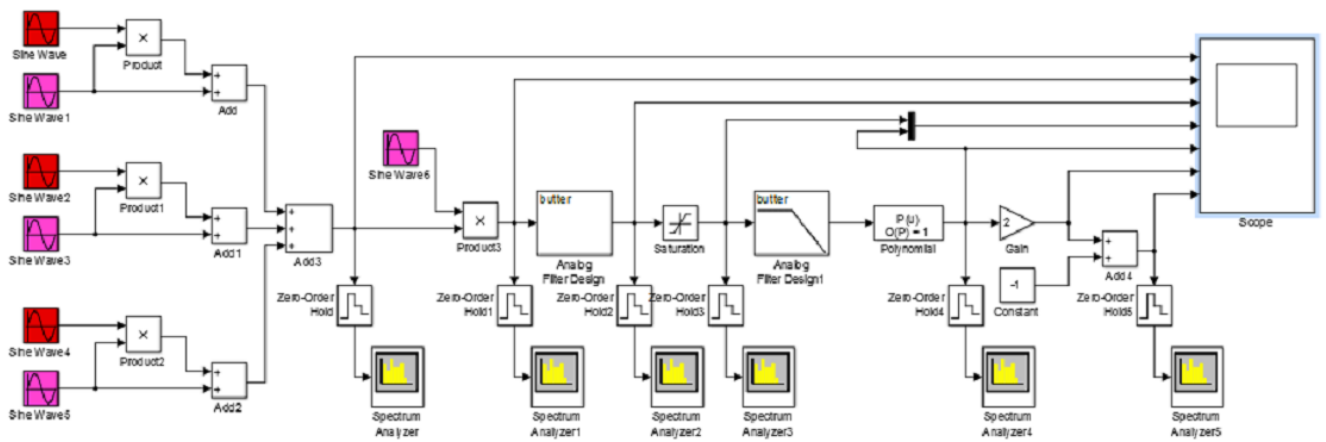 Sine Wave
×
Product
Sine Wave1
+
+
Add
Sine Wave2
×
Product1
Sine Wave3
+
+
Add1
Sine Wave4
×
Product2
Sine Wave5
+
+
Add2
+
+
+
Add3
Sine Wave6
×
Product3
butter
Analog
Filter Design
Saturation
butter
Analog
Filter Design1
P(u)
O(P) = 1
Polynomial
2
Gain
-1
Constant
+
+
Add4
Scope
Zero-Order
Hold
Zero-Order
Hold1
Zero-Order
Hold2
Zero-Order
Hold3
Zero-Order
Hold4
Zero-Order
Hold5
Spectrum
Analyzer
Spectrum
Analyzer1
Spectrum
Analyzer2
Spectrum
Analyzer3
Spectrum
Analyzer4
Spectrum
Analyzer5